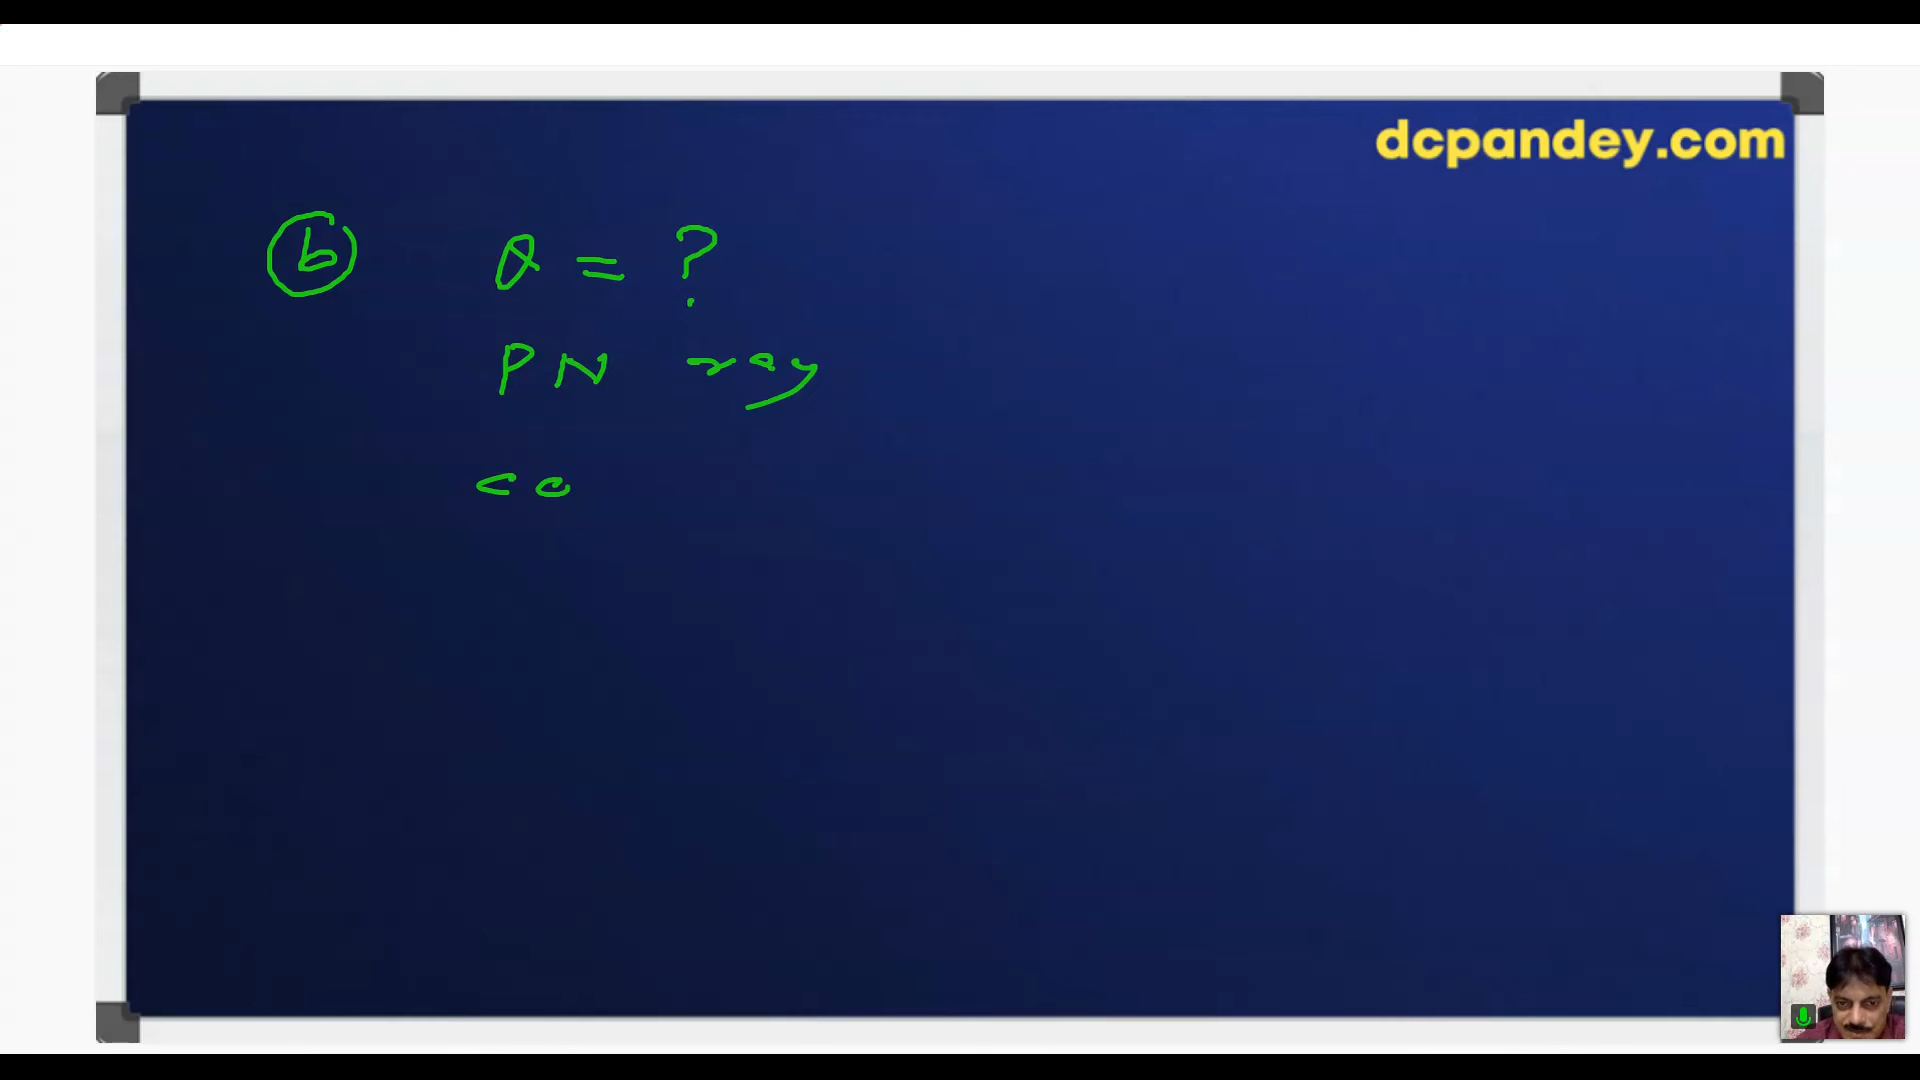 dcpandey.com
(b) θ = ?
PN ray